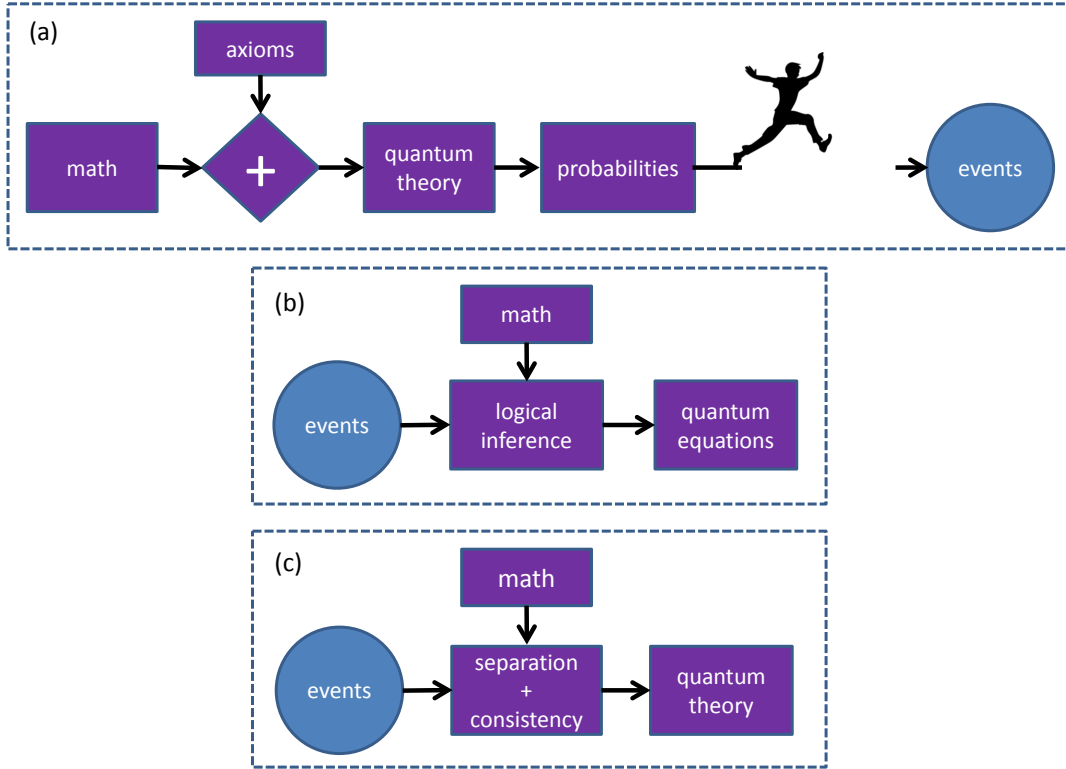 (a)
axioms
math
+
quantum
theory
probabilities
events
(b)
math
events
logical
inference
quantum
equations
(c)
math
events
separation
+
consistency
quantum
theory